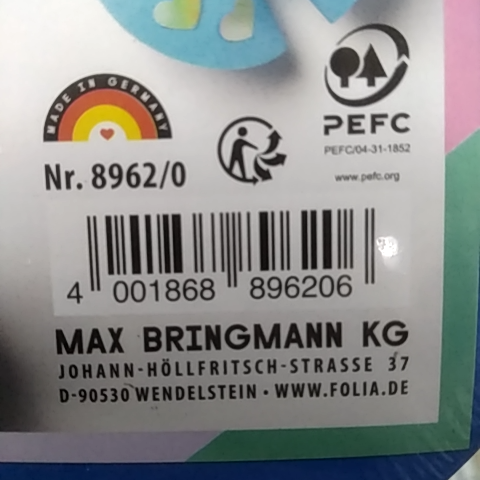 MADE IN GERMANY
PEFC
PEFC/04-31-1852
www.pefc.org
Nr. 8962/0
4 001868 896206
MAX BRINGMANN KG
JOHANN-HÖLLFRITSCH-STRASSE 37
D-90530 WENDELSTEIN • WWW.FOLIA.DE